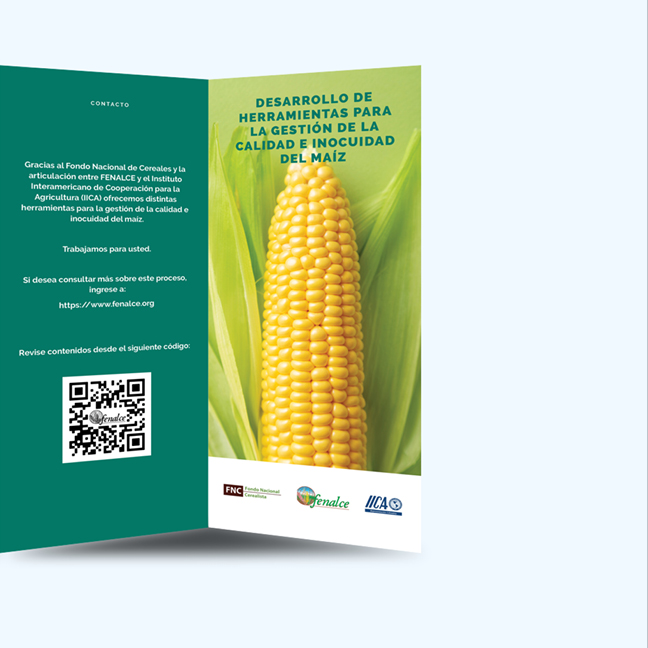 CONTACTO
Gracias al Fondo Nacional de Cereales y la
articulación entre FENALCE y el Instituto
Interamericano de Cooperación para la
Agricultura (IICA) ofrecemos distintas
herramientas para la gestión de la calidad e
inocuidad del maíz.
Trabajamos para usted.
Si desea consultar más sobre este proceso,
ingrese a:
https://www.fenalce.org
Revise contenidos desde el siguiente código:
fenalce
DESARROLLO DE
HERRAMIENTAS PARA
LA GESTIÓN DE LA
CALIDAD E INOCUIDAD
DEL MAÍZ
FNC Fondo Nacional
Cerealista
fenalce
IICA